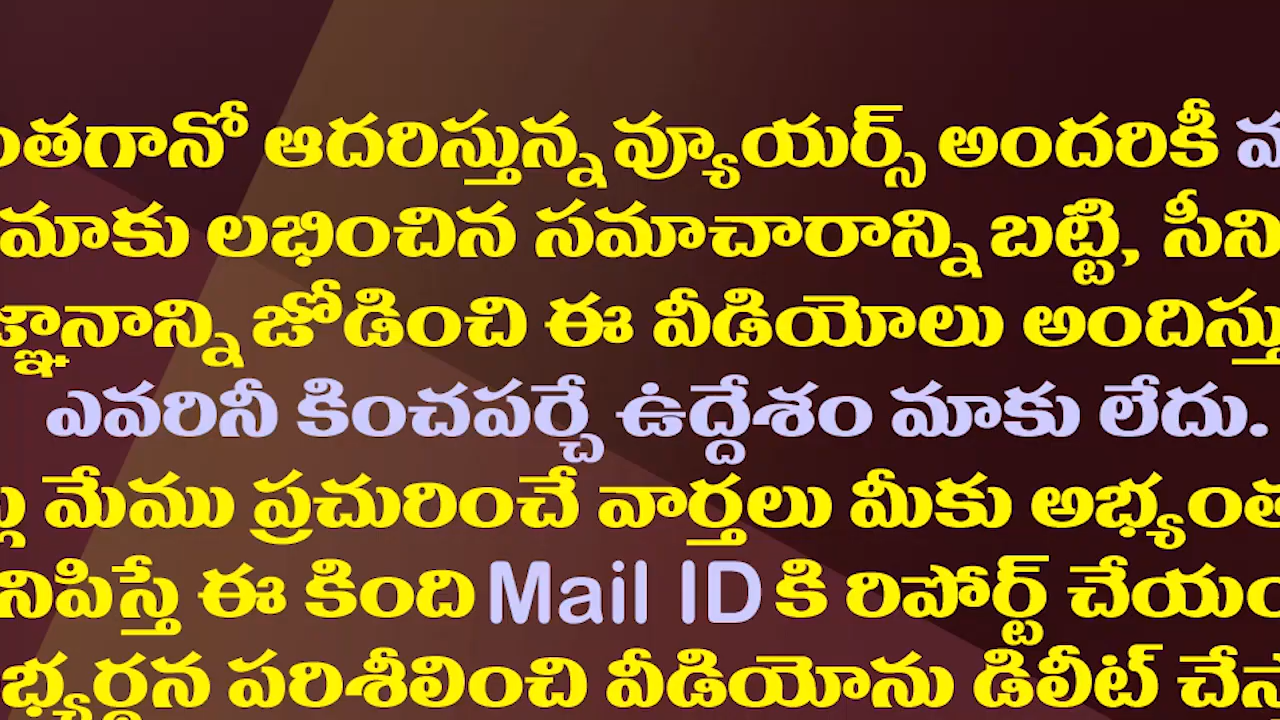 ంతగానో ఆదరిస్తున్న వ్యూయర్స్ అందరికీ
మాకు లభించిన సమాచారాన్ని బట్టి, సీని
జ్ఞానాన్ని జోడించి ఈ వీడియోలు అందిస్తు
ఎవరినీ కించపర్చే ఉద్దేశం మాకు లేదు.
మేము ప్రచురించే వార్తలు మీకు అభ్యంత
నిపిస్తే ఈ కింది Mail ID కి రిపోర్ట్ చేయం
భ్యర్థన పరిశీలించి వీడియోను డిలీట్ చేస